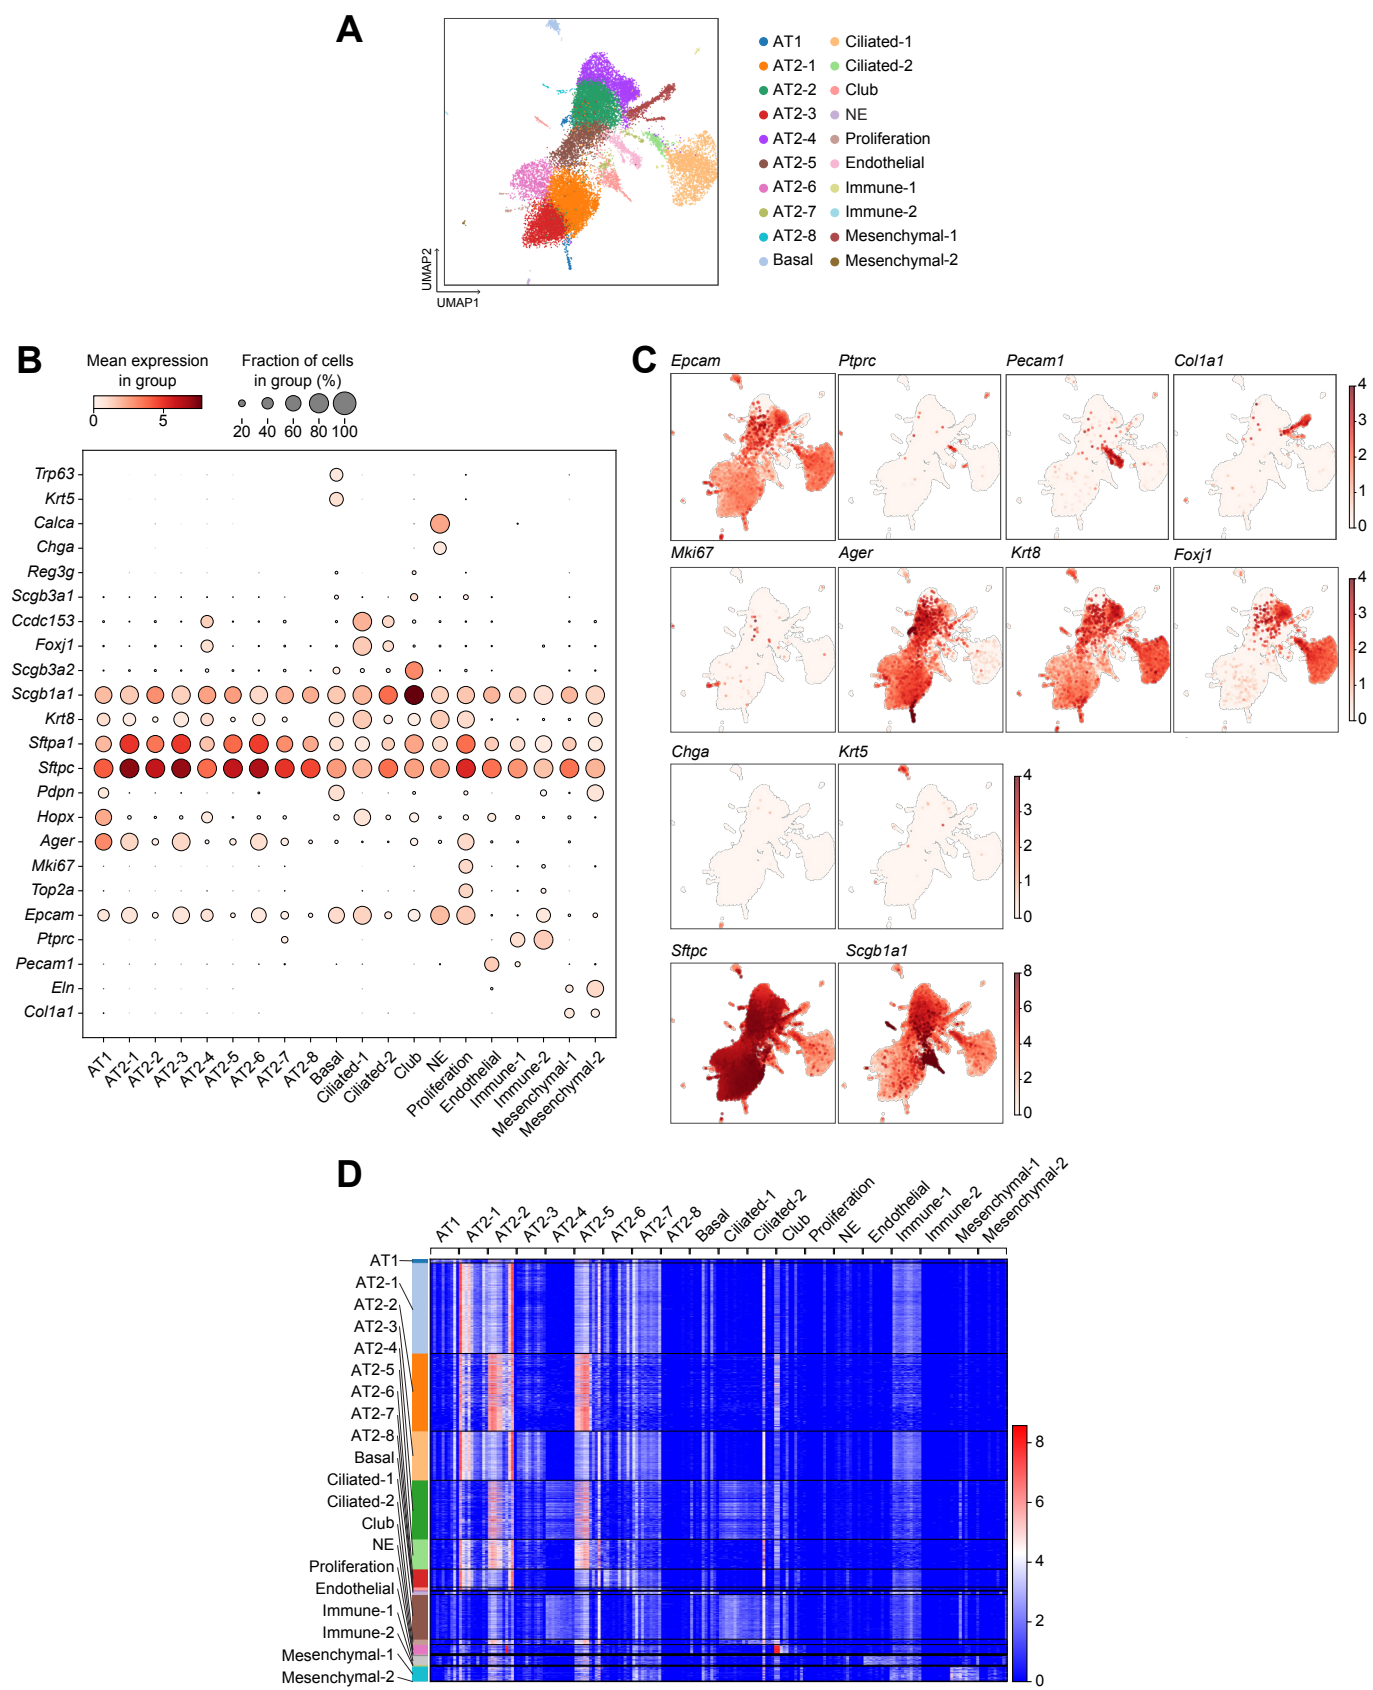 A
AT1
AT2-1
AT2-2
AT2-3
AT2-4
AT2-5
AT2-6
AT2-7
AT2-8
Basal
Ciliated-1
Ciliated-2
Club
NE
Proliferation
Endothelial
Immune-1
Immune-2
Mesenchymal-1
Mesenchymal-2
UMAP2
UMAP1
B
Mean expression
in group
0 5
Fraction of cells
in group (%)
20 40 60 80 100
Trp63
Krt5
Calca
Chga
Reg3g
Scgb3a1
Ccdc153
Foxj1
Scgb3a2
Scgb1a1
Krt8
Sftpa1
Sftpc
Pdpn
Hopx
Ager
Mki67
Top2a
Epcam
Ptprc
Pecam1
Eln
Col1a1
AT1
AT2-1
AT2-2
AT2-3
AT2-4
AT2-5
AT2-6
AT2-7
AT2-8
Basal
Ciliated-1
Ciliated-2
Club
NE
Proliferation
Endothelial
Immune-1
Immune-2
Mesenchymal-1
Mesenchymal-2
C
Epcam Ptprc Pecam1 Col1a1
4
3
2
1
0
Mki67 Ager Krt8 Foxj1
4
3
2
1
0
Chga Krt5
4
3
2
1
0
Sftpc Scgb1a1
8
6
4
2
0
D
AT1
AT2-1
AT2-2
AT2-3
AT2-4
AT2-5
AT2-6
AT2-7
AT2-8
Basal
Ciliated-1
Ciliated-2
Club
Proliferation
NE
Endothelial
Immune-1
Immune-2
Mesenchymal-1
Mesenchymal-2
AT1
AT2-1
AT2-2
AT2-3
AT2-4
AT2-5
AT2-6
AT2-7
AT2-8
Basal
Ciliated-1
Ciliated-2
Club
NE
Proliferation
Endothelial
Immune-1
Immune-2
Mesenchymal-1
Mesenchymal-2
8
6
4
2
0